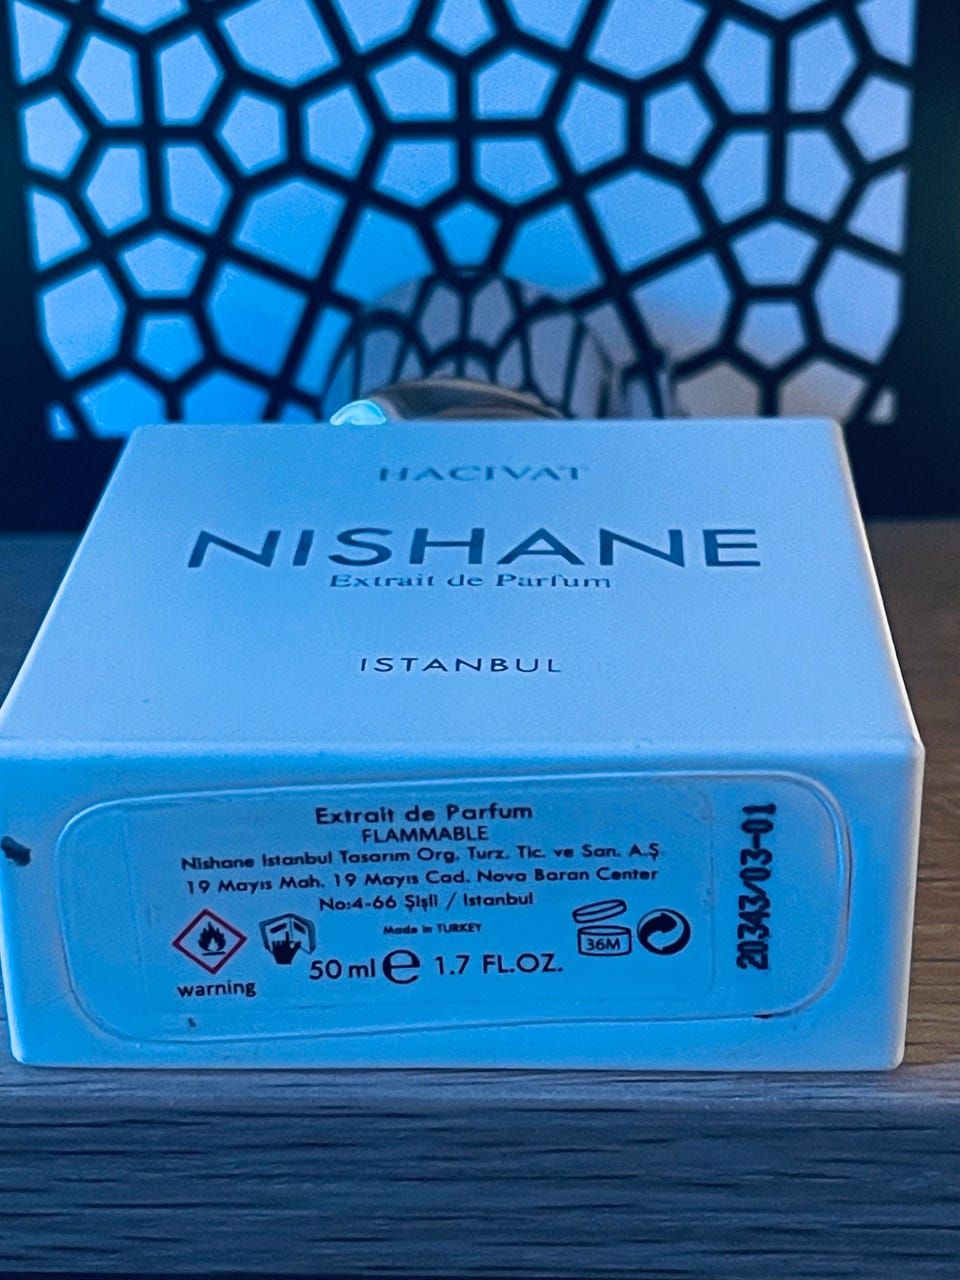 HACIVAT
NISHANE
Extrait de Parfum
ISTANBUL
Extrait de Parfum
FLAMMABLE
Nishane Istanbul Tasarım Org. Turz. Tic. ve San. A.Ş
19 Mayıs Mah. 19 Mayıs Cad. Nova Baran Center
No:4-66 Şişli / Istanbul
Made in TURKEY
50 ml e 1.7 FL.OZ.
36M
warning
20343/03-01